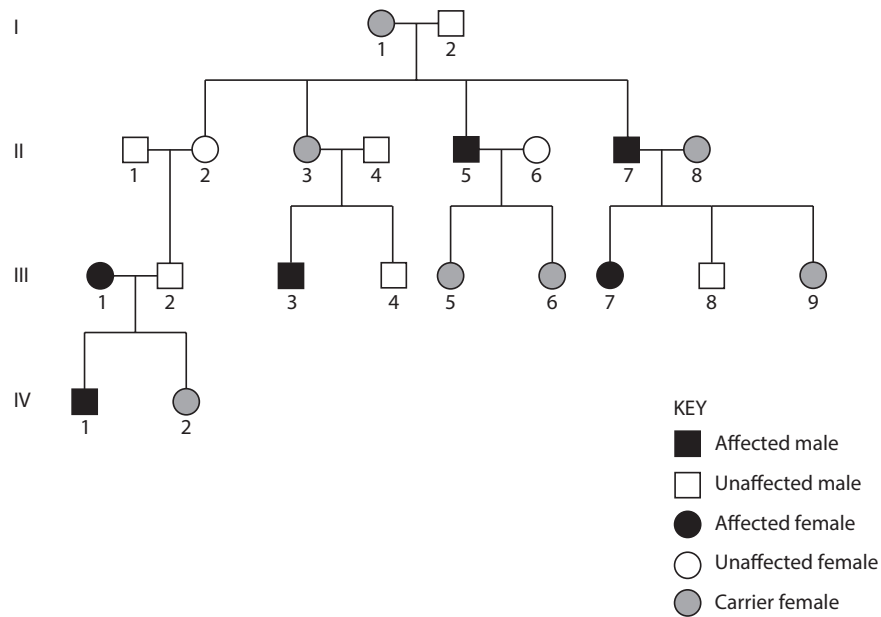 I
1 2
II
1 2 3 4 5 6 7 8
III
1 2 3 4 5 6 7 8 9
IV
1 2
KEY
Affected male
Unaffected male
Affected female
Unaffected female
Carrier female